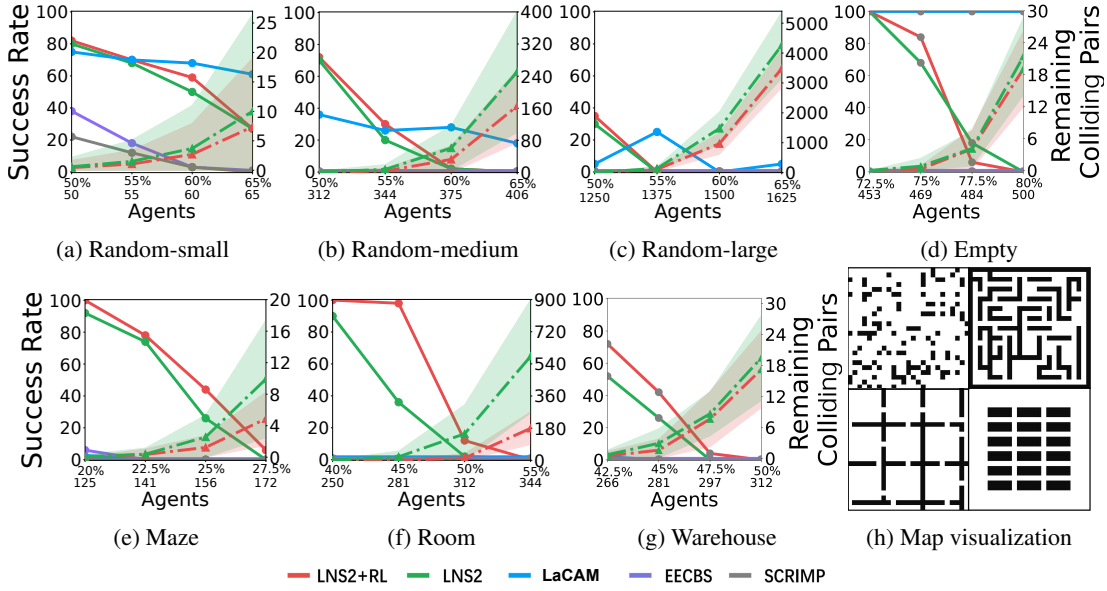 Success Rate
100
80
60
40
20
0
25
20
15
10
5
0
50% 55% 60% 65%
50 55 60 65
Agents
(a) Random-small
100
80
60
40
20
0
400
320
240
160
80
0
50% 55% 60% 65%
312 344 375 406
Agents
(b) Random-medium
100
80
60
40
20
0
5000
4000
3000
2000
1000
0
50% 55% 60% 65%
1250 1375 1500 1625
Agents
(c) Random-large
100
80
60
40
20
0
30
24
18
12
6
0
Remaining
Colliding Pairs
72.5% 75% 77.5% 80%
453 469 484 500
Agents
(d) Empty
Success Rate
100
80
60
40
20
0
20
16
12
8
4
0
20% 22.5% 25% 27.5%
125 141 156 172
Agents
(e) Maze
100
80
60
40
20
0
900
720
540
360
180
0
40% 45% 50% 55%
250 281 312 344
Agents
(f) Room
100
80
60
40
20
0
30
24
18
12
6
0
Remaining
Colliding Pairs
42.5% 45% 47.5% 50%
266 281 297 312
Agents
(g) Warehouse
(h) Map visualization
LNS2+RL LNS2 LaCAM EECBS SCRIMP